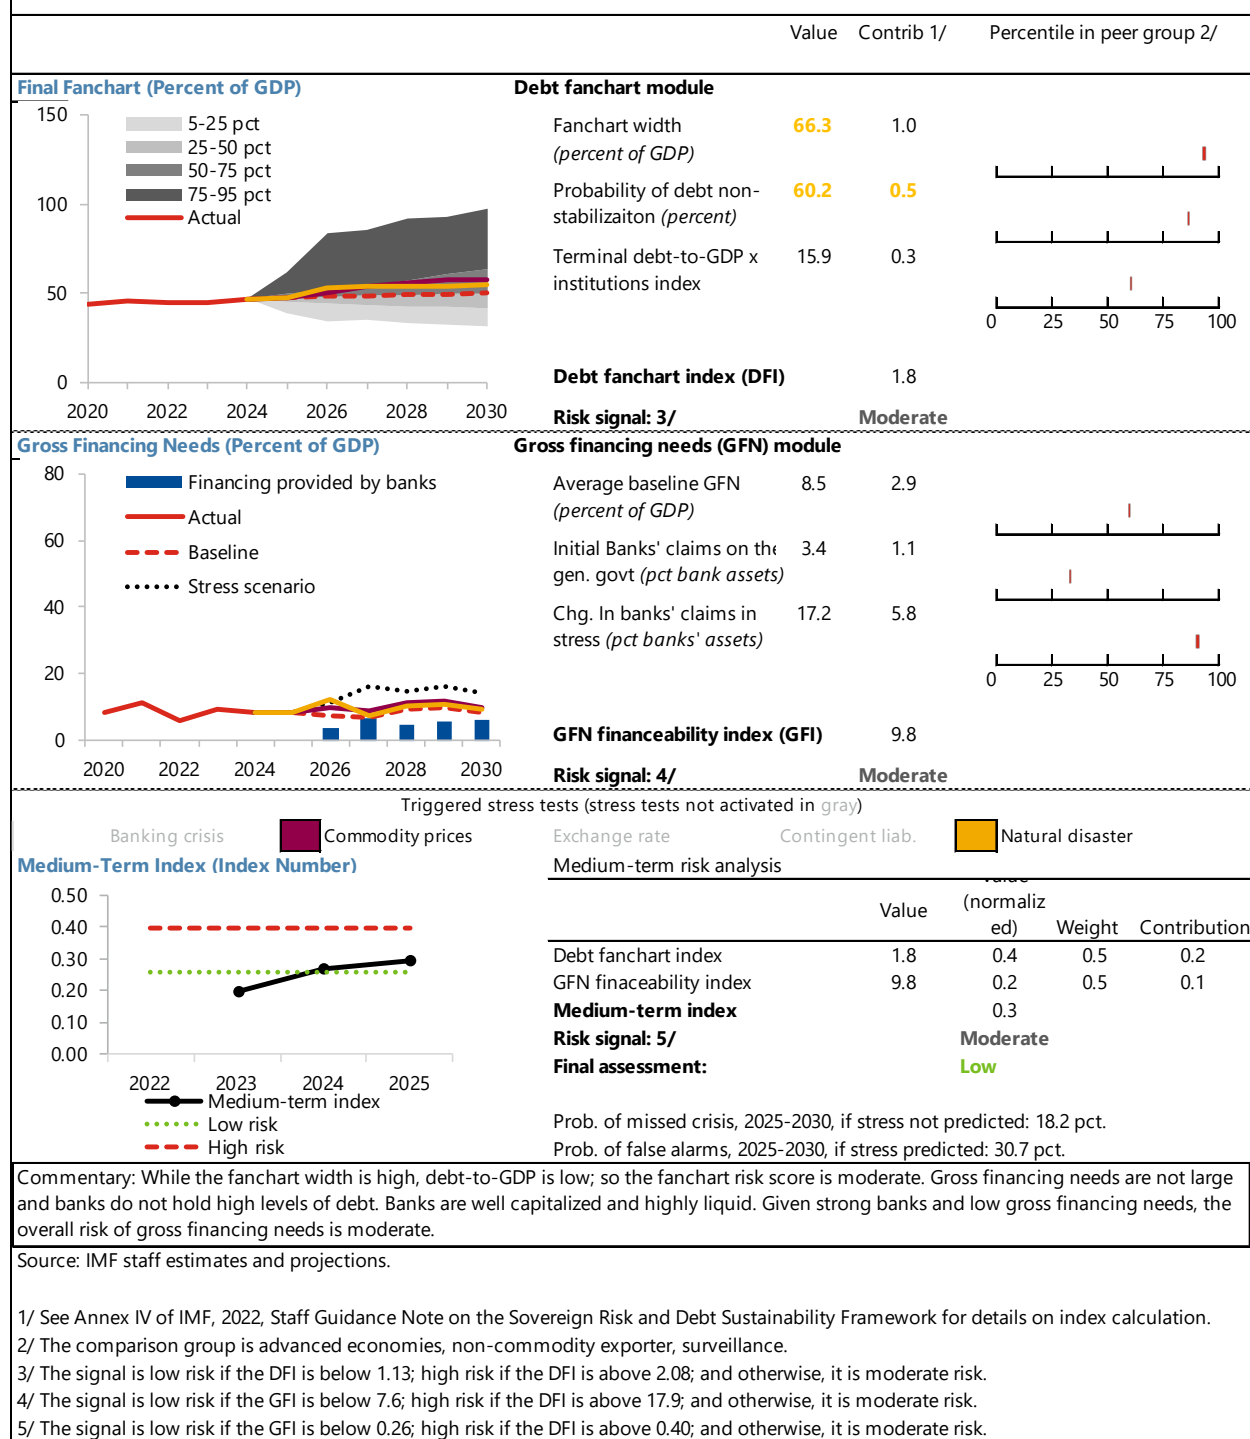 Value Contrib 1/ Percentile in peer group 2/
Final Fanchart (Percent of GDP) Debt fanchart module
150
100
50
0
5-25 pct
25-50 pct
50-75 pct
75-95 pct
Actual
2020 2022 2024 2026 2028 2030
Fanchart width 66.3 1.0
(percent of GDP)
Probability of debt non- 60.2 0.5
stabilizaiton (percent)
Terminal debt-to-GDP x 15.9 0.3
institutions index
0 25 50 75 100
Debt fanchart index (DFI) 1.8
Risk signal: 3/ Moderate
Gross Financing Needs (Percent of GDP) Gross financing needs (GFN) module
80
60
40
20
0
Financing provided by banks
Actual
Baseline
Stress scenario
2020 2022 2024 2026 2028 2030
Average baseline GFN 8.5 2.9
(percent of GDP)
Initial Banks' claims on the 3.4 1.1
gen. govt (pct bank assets)
Chg. In banks' claims in 17.2 5.8
stress (pct banks' assets)
0 25 50 75 100
GFN financeability index (GFI) 9.8
Risk signal: 4/ Moderate
Triggered stress tests (stress tests not activated in gray)
Banking crisis Commodity prices Exchange rate Contingent liab. Natural disaster
Medium-Term Index (Index Number) Medium-term risk analysis
0.50
0.40
0.30
0.20
0.10
0.00
2022 2023 2024 2025
Medium-term index
Low risk
High risk
Value (normaliz
ed) Weight Contribution
Debt fanchart index 1.8 0.4 0.5 0.2
GFN finaceability index 9.8 0.2 0.5 0.1
Medium-term index 0.3
Risk signal: 5/ Moderate
Final assessment: Low
Prob. of missed crisis, 2025-2030, if stress not predicted: 18.2 pct.
Prob. of false alarms, 2025-2030, if stress predicted: 30.7 pct.
Commentary: While the fanchart width is high, debt-to-GDP is low; so the fanchart risk score is moderate. Gross financing needs are not large
and banks do not hold high levels of debt. Banks are well capitalized and highly liquid. Given strong banks and low gross financing needs, the
overall risk of gross financing needs is moderate.
Source: IMF staff estimates and projections.
1/ See Annex IV of IMF, 2022, Staff Guidance Note on the Sovereign Risk and Debt Sustainability Framework for details on index calculation.
2/ The comparison group is advanced economies, non-commodity exporter, surveillance.
3/ The signal is low risk if the DFI is below 1.13; high risk if the DFI is above 2.08; and otherwise, it is moderate risk.
4/ The signal is low risk if the GFI is below 7.6; high risk if the DFI is above 17.9; and otherwise, it is moderate risk.
5/ The signal is low risk if the GFI is below 0.26; high risk if the DFI is above 0.40; and otherwise, it is moderate risk.